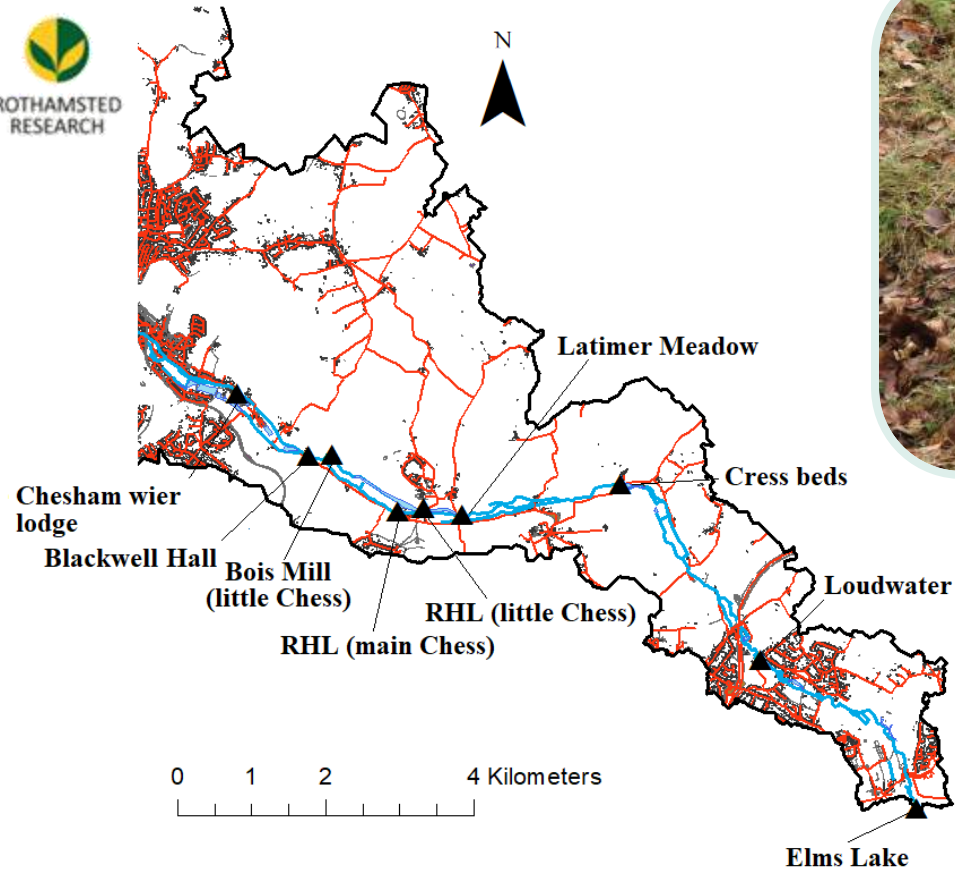 ROTHAMSTED
RESEARCH
N
Latimer Meadow
Cress beds
Chesham wier
lodge
Blackwell Hall
Bois Mill
(little Chess)
RHL (little Chess)
RHL (main Chess)
Loudwater
0 1 2 4 Kilometers
Elms Lake